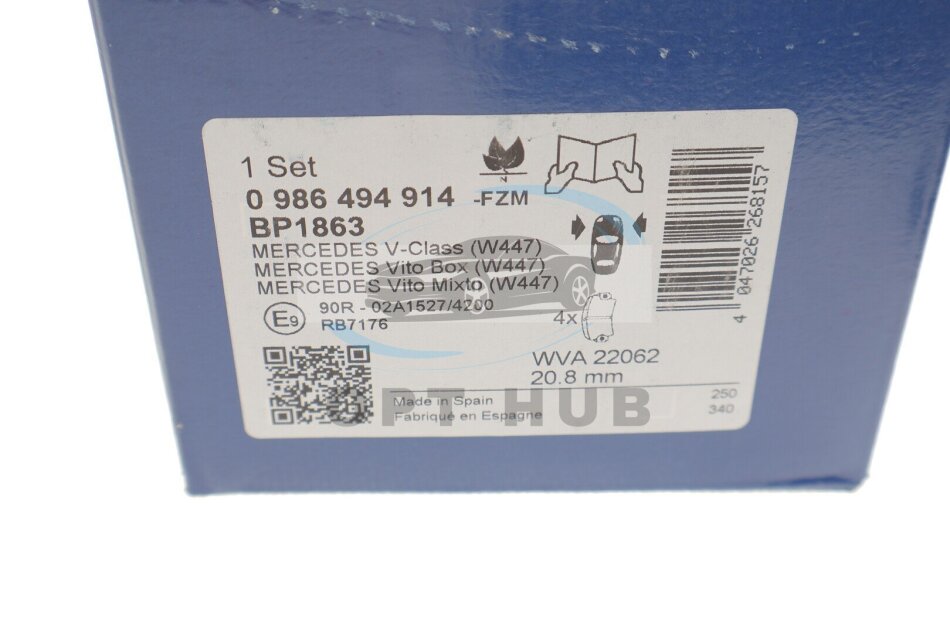 1 Set
0 986 494 914 -FZM
BP1863
MERCEDES V-Class (W447)
MERCEDES Vito Box (W447)
MERCEDES Vito Mixto (W447)
E9
90R - 02A1527/4200
RB7176
N
4x
WVA 22062
20.8 mm
Made in Spain
Fabriqué en Espagne
250
340
4 047026 268157
OPT HUB